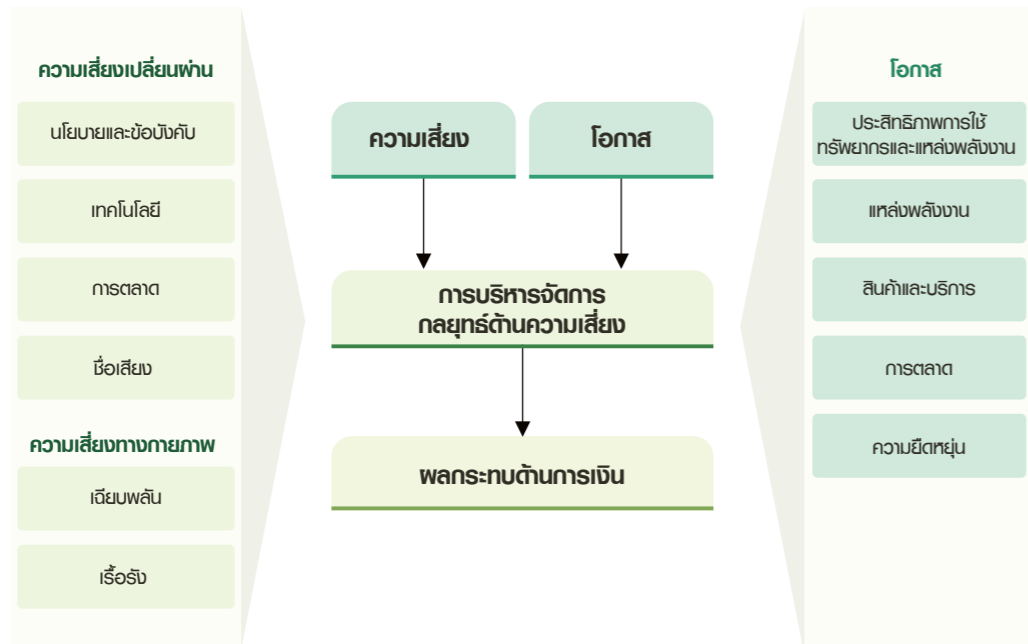 ความเสี่ยงเปลี่ยนผ่าน
นโยบายและข้อบังคับ
เทคโนโลยี
การตลาด
ชื่อเสียง
ความเสี่ยงทางกายภาพ
เฉียบพลัน
เรื้อรัง
ความเสี่ยง
โอกาส
การบริหารจัดการ
กลยุทธ์ด้านความเสี่ยง
ผลกระทบด้านการเงิน
โอกาส
ประสิทธิภาพการใช้
ทรัพยากรและแหล่งพลังงาน
แหล่งพลังงาน
สินค้าและบริการ
การตลาด
ความยืดหยุ่น